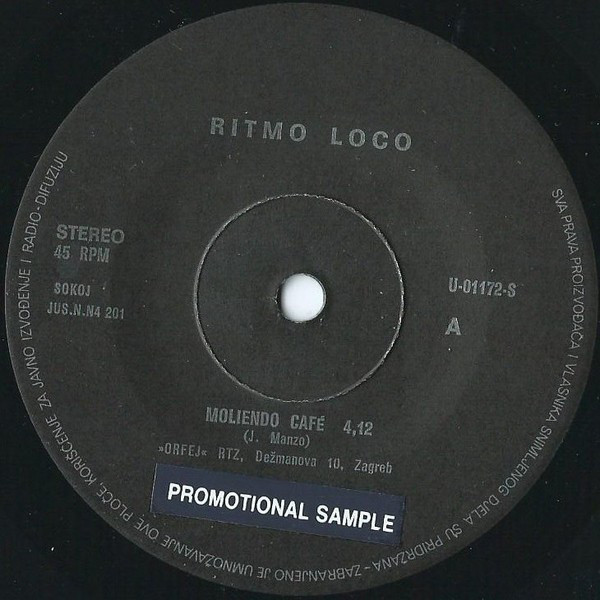 RITMO LOCO
STEREO
45 RPM
SOKOJ
JUS.N.N4 201
U-01172-S
A
MOLIENDO CAFÉ 4,12
(J. Manzo)
»ORFEJ« RTZ, Dežmanova 10, Zagreb
PROMOTIONAL SAMPLE
SVA PRAVA PROIZVOĐAČA I VLASNIKA SNIMLJENOG DJELA SU PRIDRŽANA - ZABRANJENO JE UMNOŽAVANJE OVE PLOČE, KORIŠĆENJE ZA JAVNO IZVOĐENJE I RADIO-DIFUZIJU